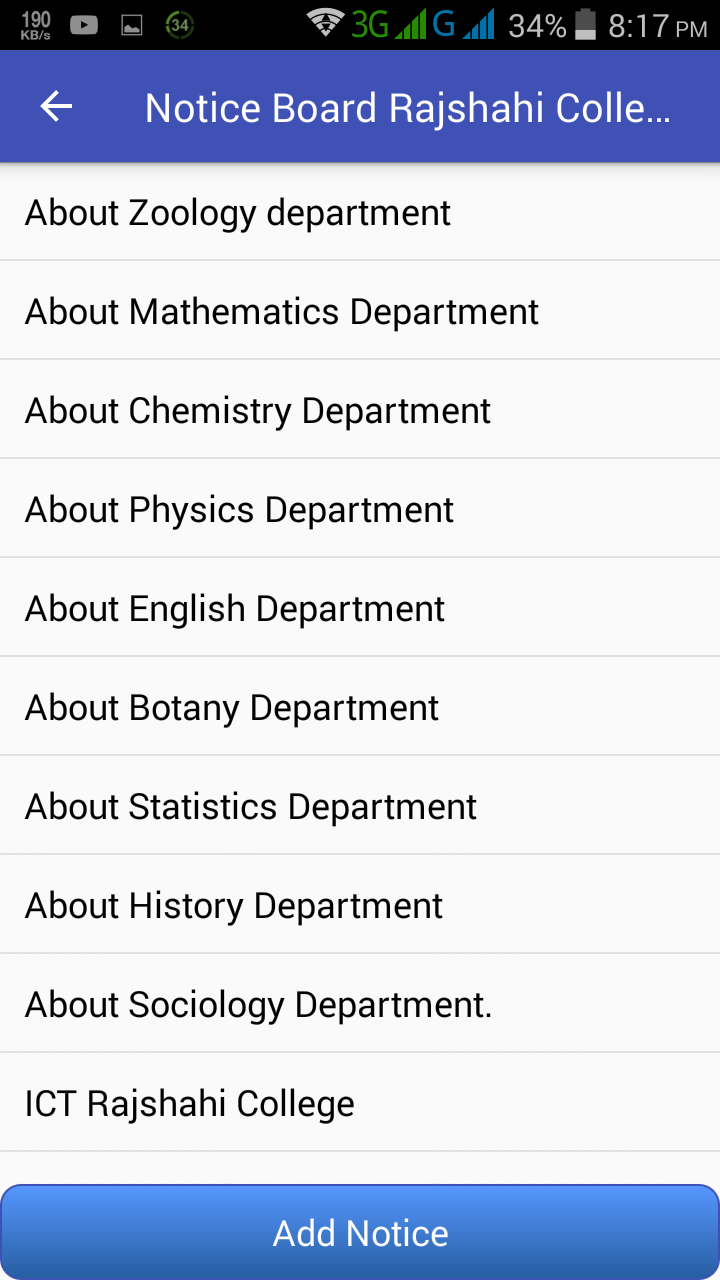 190
KB/s
34
3G
G
34%
8:17 PM
Notice Board Rajshahi Colle...
About Zoology department
About Mathematics Department
About Chemistry Department
About Physics Department
About English Department
About Botany Department
About Statistics Department
About History Department
About Sociology Department.
ICT Rajshahi College
Add Notice